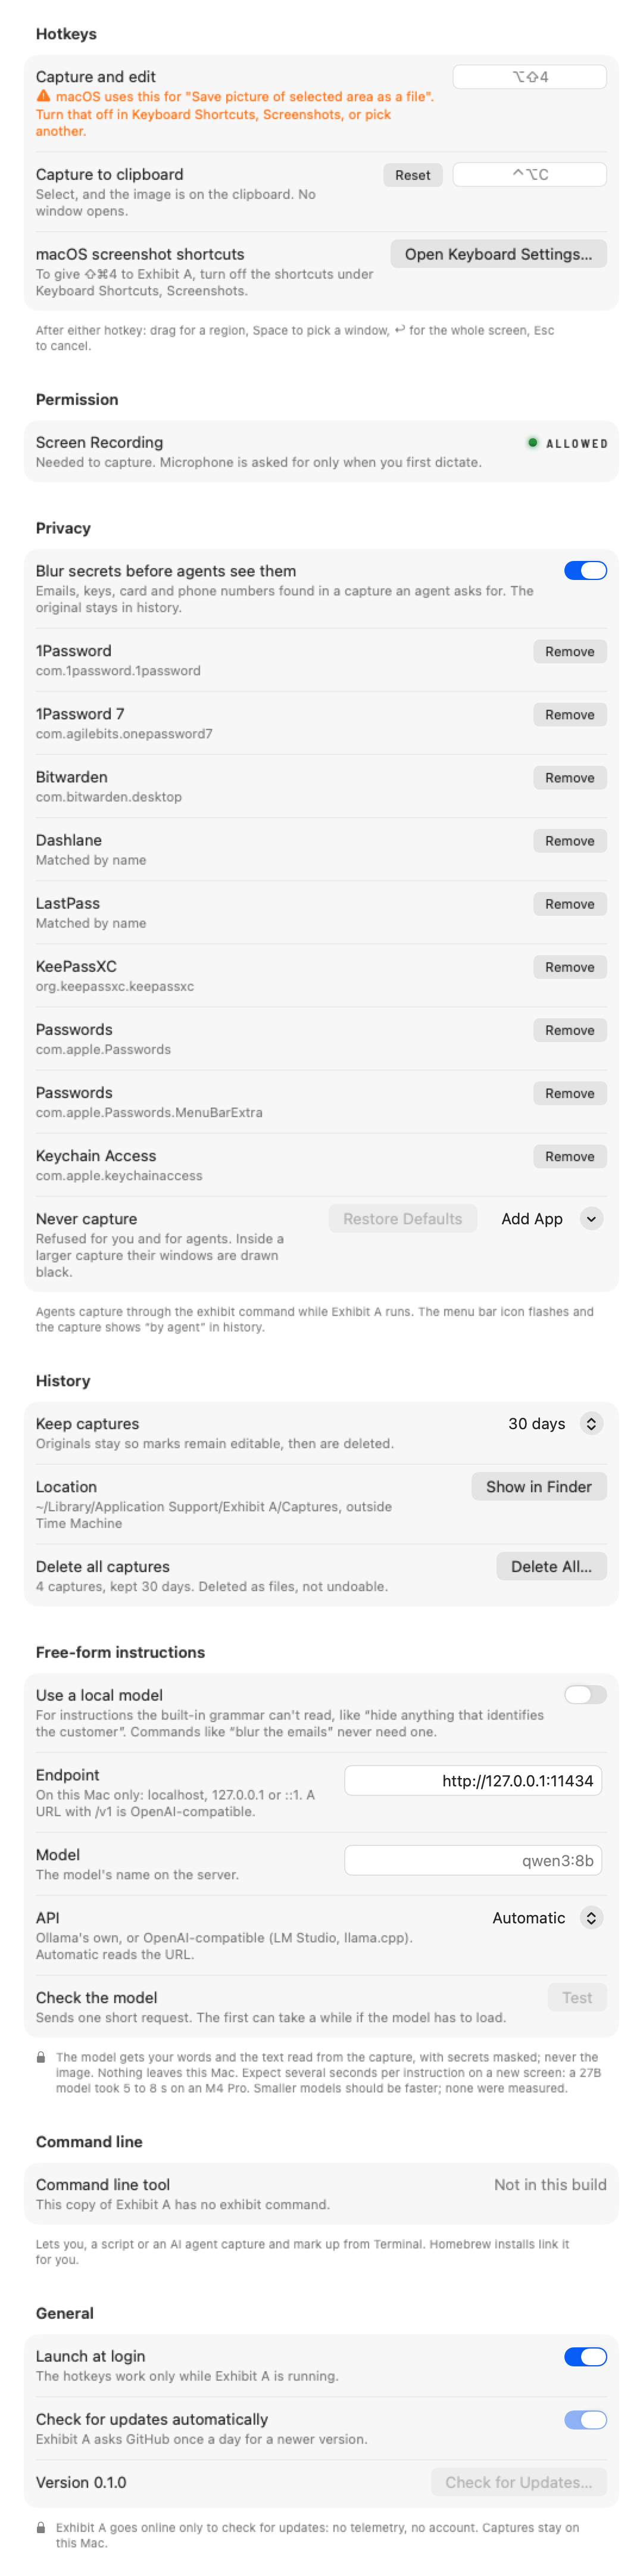 Hotkeys
Capture and edit
⌥⇧4
macOS uses this for "Save picture of selected area as a file".
Turn that off in Keyboard Shortcuts, Screenshots, or pick
another.
Capture to clipboard
Reset
^⌥C
Select, and the image is on the clipboard. No
window opens.
macOS screenshot shortcuts
Open Keyboard Settings...
To give ⇧⌘4 to Exhibit A, turn off the shortcuts under
Keyboard Shortcuts, Screenshots.
After either hotkey: drag for a region, Space to pick a window, ↩ for the whole screen, Esc
to cancel.
Permission
Screen Recording
ALLOWED
Needed to capture. Microphone is asked for only when you first dictate.
Privacy
Blur secrets before agents see them
Emails, keys, card and phone numbers found in a capture an agent asks for. The
original stays in history.
1Password
Remove
com.1password.1password
1Password 7
Remove
com.agilebits.onepassword7
Bitwarden
Remove
com.bitwarden.desktop
Dashlane
Remove
Matched by name
LastPass
Remove
Matched by name
KeePassXC
Remove
org.keepassxc.keepassxc
Passwords
Remove
com.apple.Passwords
Passwords
Remove
com.apple.Passwords.MenuBarExtra
Keychain Access
Remove
com.apple.keychainaccess
Never capture
Restore Defaults
Add App
Refused for you and for agents. Inside a
larger capture their windows are drawn
black.
Agents capture through the exhibit command while Exhibit A runs. The menu bar icon flashes and
the capture shows "by agent" in history.
History
Keep captures
30 days
Originals stay so marks remain editable, then are deleted.
Location
Show in Finder
~/Library/Application Support/Exhibit A/Captures, outside
Time Machine
Delete all captures
Delete All...
4 captures, kept 30 days. Deleted as files, not undoable.
Free-form instructions
Use a local model
For instructions the built-in grammar can't read, like "hide anything that identifies
the customer". Commands like "blur the emails" never need one.
Endpoint
http://127.0.0.1:11434
On this Mac only: localhost, 127.0.0.1 or ::1. A
URL with /v1 is OpenAI-compatible.
Model
qwen3:8b
The model's name on the server.
API
Automatic
Ollama's own, or OpenAI-compatible (LM Studio, llama.cpp).
Automatic reads the URL.
Check the model
Test
Sends one short request. The first can take a while if the model has to load.
The model gets your words and the text read from the capture, with secrets masked; never the
image. Nothing leaves this Mac. Expect several seconds per instruction on a new screen: a 27B
model took 5 to 8 s on an M4 Pro. Smaller models should be faster; none were measured.
Command line
Command line tool
Not in this build
This copy of Exhibit A has no exhibit command.
Lets you, a script or an AI agent capture and mark up from Terminal. Homebrew installs link it
for you.
General
Launch at login
The hotkeys work only while Exhibit A is running.
Check for updates automatically
Exhibit A asks GitHub once a day for a newer version.
Version 0.1.0
Check for Updates...
Exhibit A goes online only to check for updates: no telemetry, no account. Captures stay on
this Mac.